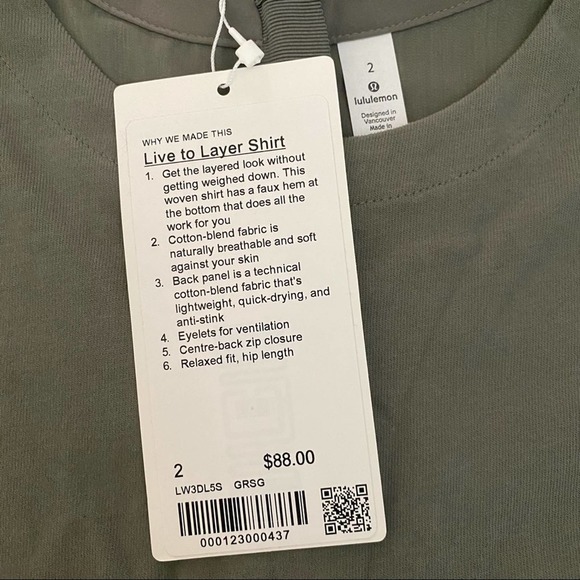 WHY WE MADE THIS
Live to Layer Shirt
1. Get the layered look without
getting weighed down. This
woven shirt has a faux hem at
the bottom that does all the
work for you
2. Cotton-blend fabric is
naturally breathable and soft
against your skin
3. Back panel is a technical
cotton-blend fabric that's
lightweight, quick-drying, and
anti-stink
4. Eyelets for ventilation
5. Centre-back zip closure
6. Relaxed fit, hip length
2 $88.00
LW3DL5S GRSG
000123000437
2
lululemon
Designed in
Vancouver
Made in